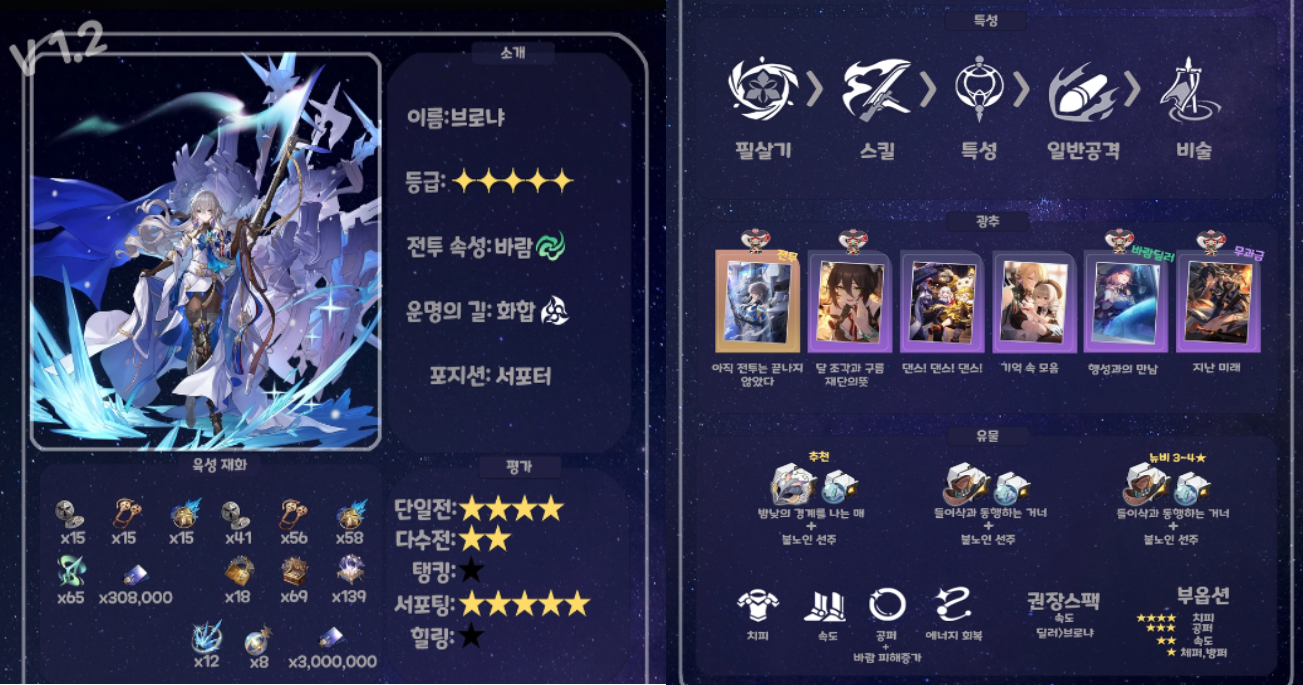 V 1.2
소개
이름:브로냐
등급:
전투 속성:바람
운명의 길: 화합
포지션: 서포터
육성 재화
x15
x15
x15
x41
x56
x58
x65
x308,000
x18
x69
x139
x12
x8
x3,000,000
평가
단일전:
다수전:
탱킹:
서포팅:
힐링:
특성
필살기
스킬
특성
일반공격
비술
광추
전무
바람딜러
무과금
아직 전투는 끝나지
않았다
달 조각과 구름
재단의뜻
댄스! 댄스! 댄스!
기억 속 모음
행성과의 만남
지난 미래
유물
추천
뉴비 3~4★
밤낮의 경계를 나는 매
+
불노인 선주
들이삭과 동행하는 거너
+
불노인 선주
들이삭과 동행하는 거너
+
불노인 선주
치피
속도
공퍼
+
바람 피해증가
에너지 회복
권장스팩
속도
딜러>브로냐
부옵션
치피
공퍼
속도
체퍼,방퍼